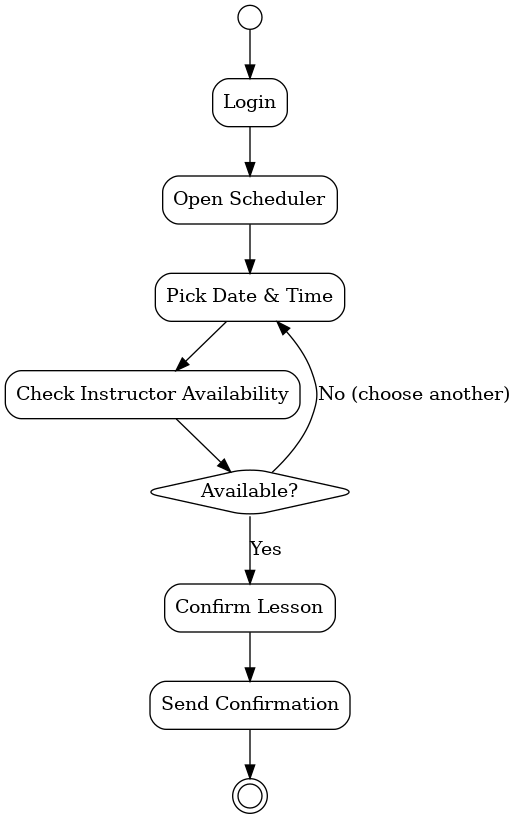 Login
Open Scheduler
Pick Date & Time
Check Instructor Availability
No (choose another)
Available?
Yes
Confirm Lesson
Send Confirmation